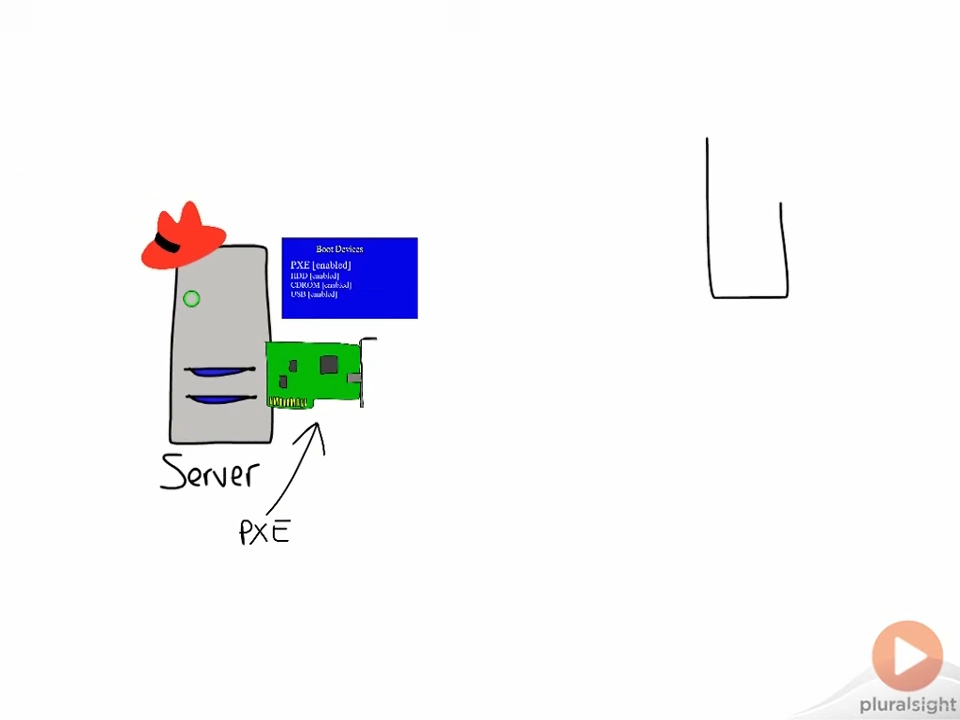 Boot Devices
PXE [enabled]
HDD [enabled]
CDROM [enabled]
USB [enabled]
Server
PXE
pluralsight